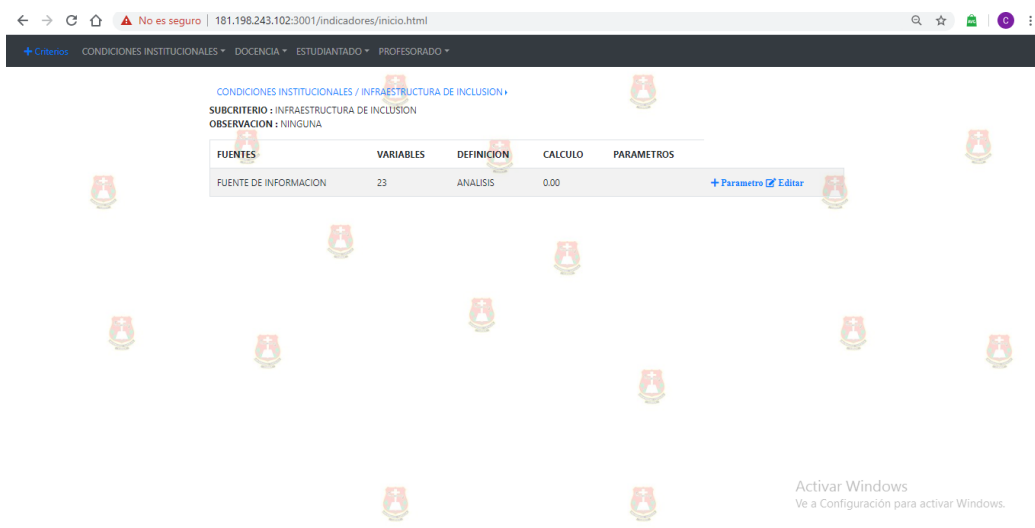 No es seguro | 181.198.243.102:3001/indicadores/inicio.html
+ Criterios CONDICIONES INSTITUCIONALES DOCENCIA ESTUDIANTADO PROFESORADO
CONDICIONES INSTITUCIONALES / INFRAESTRUCTURA DE INCLUSION
SUBCRITERIO : INFRAESTRUCTURA DE INCLUSION
OBSERVACION : NINGUNA
FUENTES VARIABLES DEFINICION CALCULO PARAMETROS
FUENTE DE INFORMACION 23 ANALISIS 0.00 + Parametro Editar
Activar Windows
Ve a Configuración para activar Windows.